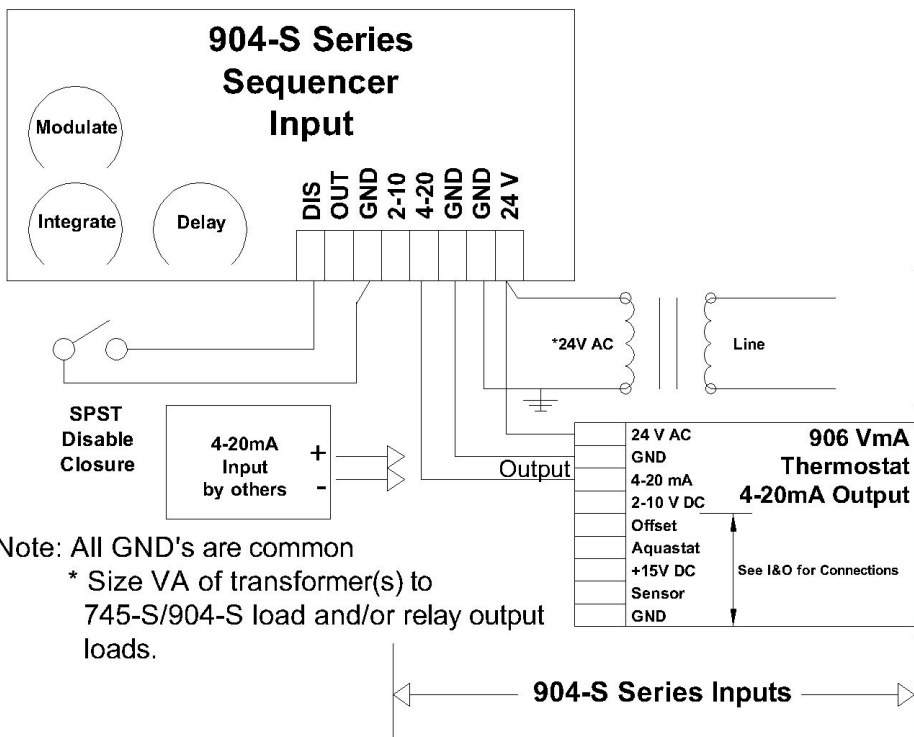 904-S Series
Sequencer
Input
Modulate
Integrate
Delay
DIS
OUT
GND
2-10
4-20
GND
GND
24 V
*24V AC
Line
SPST
Disable
Closure
4-20mA
Input
by others
+
-
Output
24 V AC
GND
4-20 mA
2-10 V DC
Offset
Aquastat
+15V DC
Sensor
GND
906 VmA
Thermostat
4-20mA Output
See I&O for Connections
Note: All GND's are common
* Size VA of transformer(s) to
745-S/904-S load and/or relay output
loads.
904-S Series Inputs